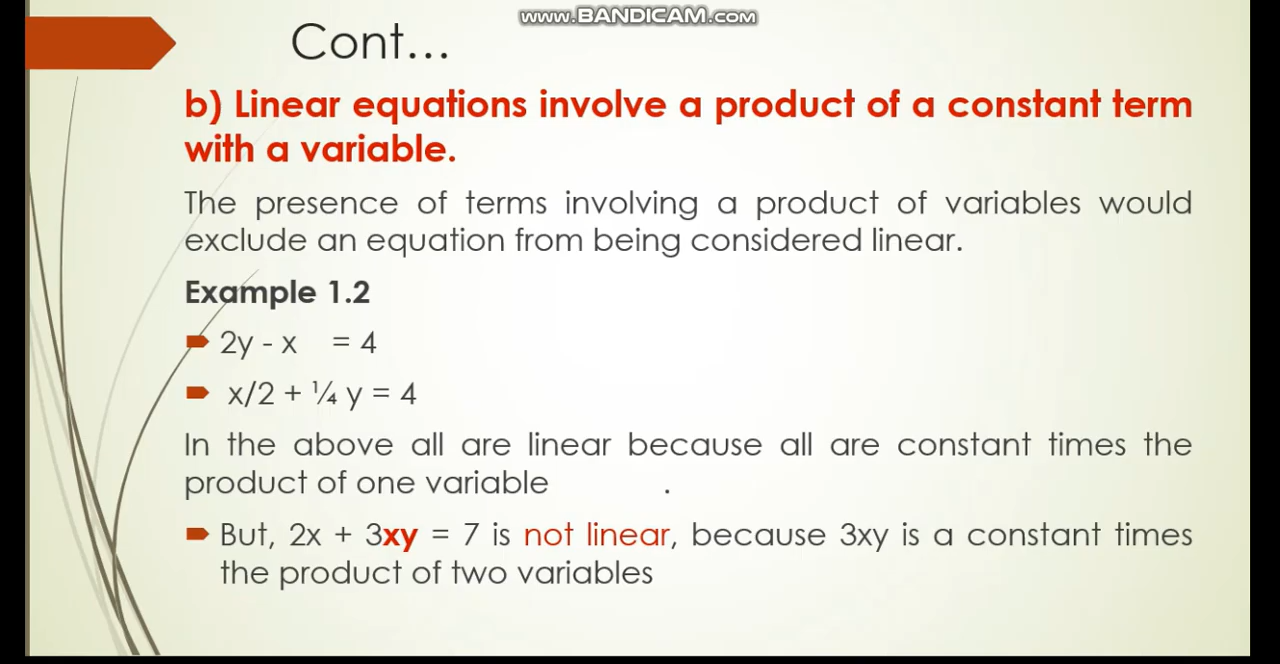 www.BANDICAM.com
Cont...
b) Linear equations involve a product of a constant term
with a variable.
The presence of terms involving a product of variables would
exclude an equation from being considered linear.
Example 1.2
2y - x = 4
x/2 + ¼ y = 4
In the above all are linear because all are constant times the
product of one variable .
But, 2x + 3xy = 7 is not linear, because 3xy is a constant times
the product of two variables